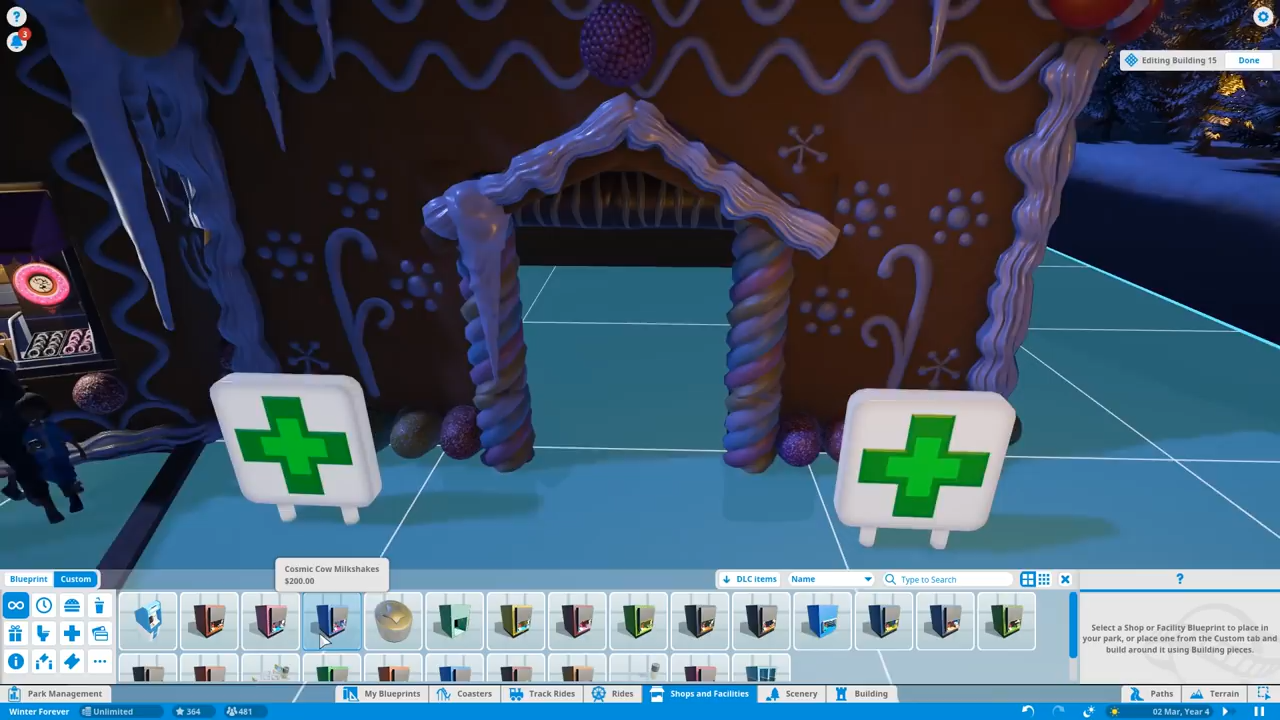 ?
3
Editing Building 15
Done
Cosmic Cow Milkshakes
$200.00
Blueprint
Custom
DLC items
Name
Type to Search
?
Select a Shop or Facility Blueprint to place in
your park, or place one from the Custom tab and
build around it using Building pieces.
Park Management
My Blueprints
Coasters
Track Rides
Rides
Shops and Facilities
Scenery
Building
Paths
Terrain
Winter Forever
Unlimited
364
481
02 Mar, Year 4